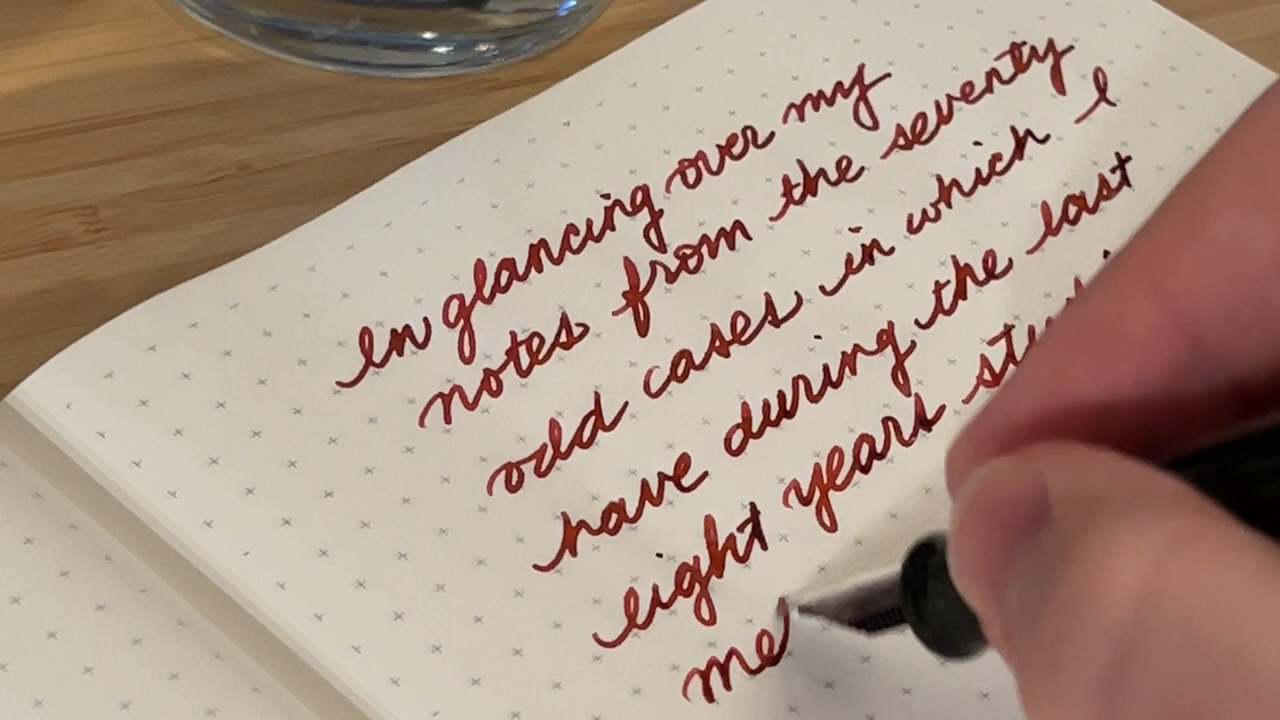 In glancing over my
notes from the seventy
odd cases in which I
have during the last
eight years
me